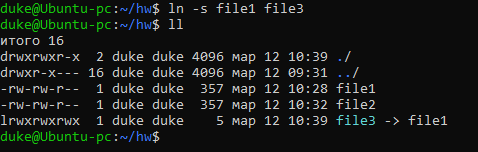 duke@Ubuntu-pc:~/hw$ ln -s file1 file3
duke@Ubuntu-pc:~/hw$ ll
итого 16
drwxrwxr-x  2 duke duke 4096 мар 12 10:39 ./
drwxr-x--- 16 duke duke 4096 мар 12 09:31 ../
-rw-rw-r--  1 duke duke  357 мар 12 10:28 file1
-rw-rw-r--  1 duke duke  357 мар 12 10:32 file2
lrwxrwxrwx  1 duke duke    5 мар 12 10:39 file3 -> file1
duke@Ubuntu-pc:~/hw$